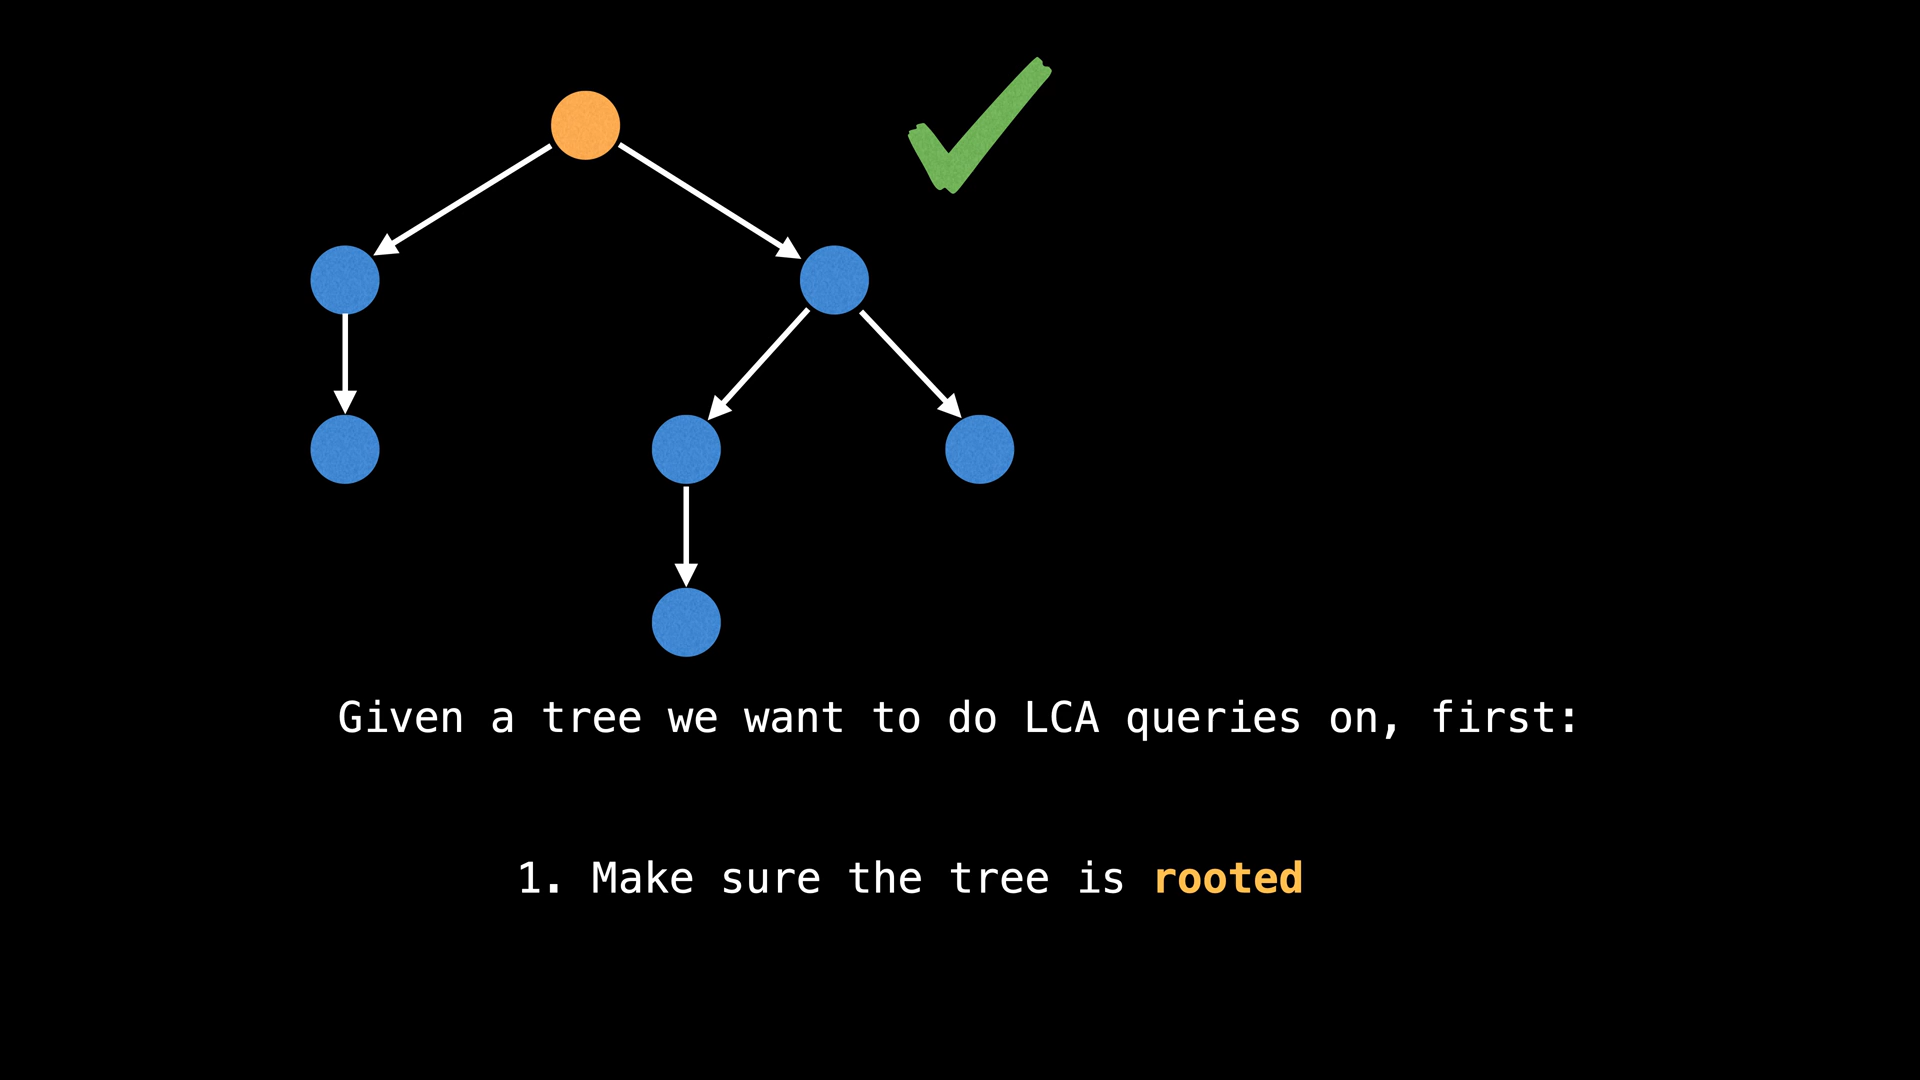 Given a tree we want to do LCA queries on, first:
1. Make sure the tree is rooted